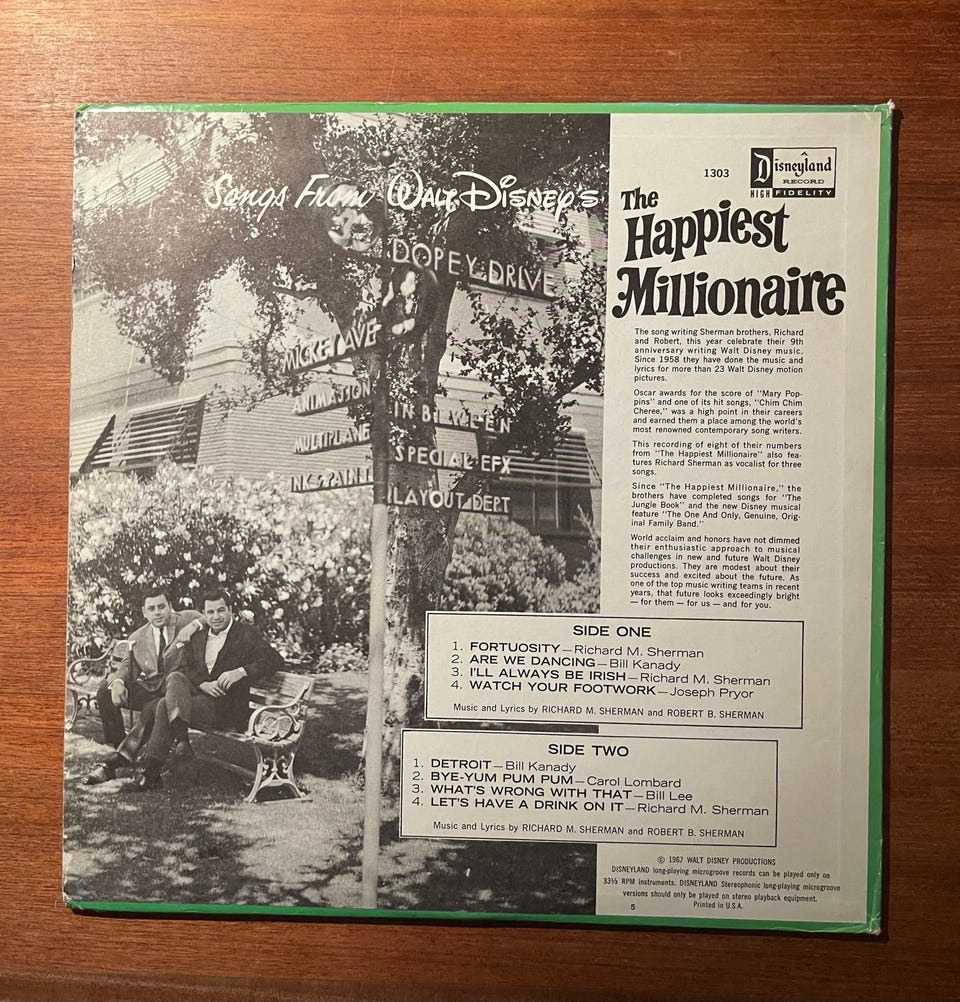 Songs From Walt Disney's
1303
Disneyland
RECORD
HIGH FIDELITY
The
Happiest
Millionaire
DOPEY DRIVE
MICKEY AVE
ANIMATION
IN BETWEEN
MULTIPLANE
SPECIAL EFX
INK & PAINT
LAYOUT DEPT
The song writing Sherman brothers, Richard
and Robert, this year celebrate their 9th
anniversary writing Walt Disney music.
Since 1958 they have done the music and
lyrics for more than 23 Walt Disney motion
pictures.
Oscar awards for the score of "Mary Pop-
pins" and one of its hit songs, "Chim Chim
Cheree," was a high point in their careers
and earned them a place among the world's
most renowned contemporary song writers.
This recording of eight of their numbers
from "The Happiest Millionaire" also fea-
tures Richard Sherman as vocalist for three
songs.
Since "The Happiest Millionaire," the
brothers have completed songs for "The
Jungle Book" and the new Disney musical
feature "The One And Only, Genuine, Orig-
inal Family Band."
World acclaim and honors have not dimmed
their enthusiastic approach to musical
challenges in new and future Walt Disney
productions. They are modest about their
success and excited about the future. As
one of the top music writing teams in recent
years, that future looks exceedingly bright
— for them — for us — and for you.
SIDE ONE
1. FORTUOSITY—Richard M. Sherman
2. ARE WE DANCING—Bill Kanady
3. I'LL ALWAYS BE IRISH—Richard M. Sherman
4. WATCH YOUR FOOTWORK—Joseph Pryor
Music and Lyrics by RICHARD M. SHERMAN and ROBERT B. SHERMAN
SIDE TWO
1. DETROIT—Bill Kanady
2. BYE-YUM PUM PUM—Carol Lombard
3. WHAT'S WRONG WITH THAT—Bill Lee
4. LET'S HAVE A DRINK ON IT—Richard M. Sherman
Music and Lyrics by RICHARD M. SHERMAN and ROBERT B. SHERMAN
© 1967 WALT DISNEY PRODUCTIONS
DISNEYLAND long-playing microgroove records can be played only on
33⅓ RPM instruments. DISNEYLAND Stereophonic long-playing microgroove
versions should only be played on stereo playback equipment.
5
Printed in U.S.A.